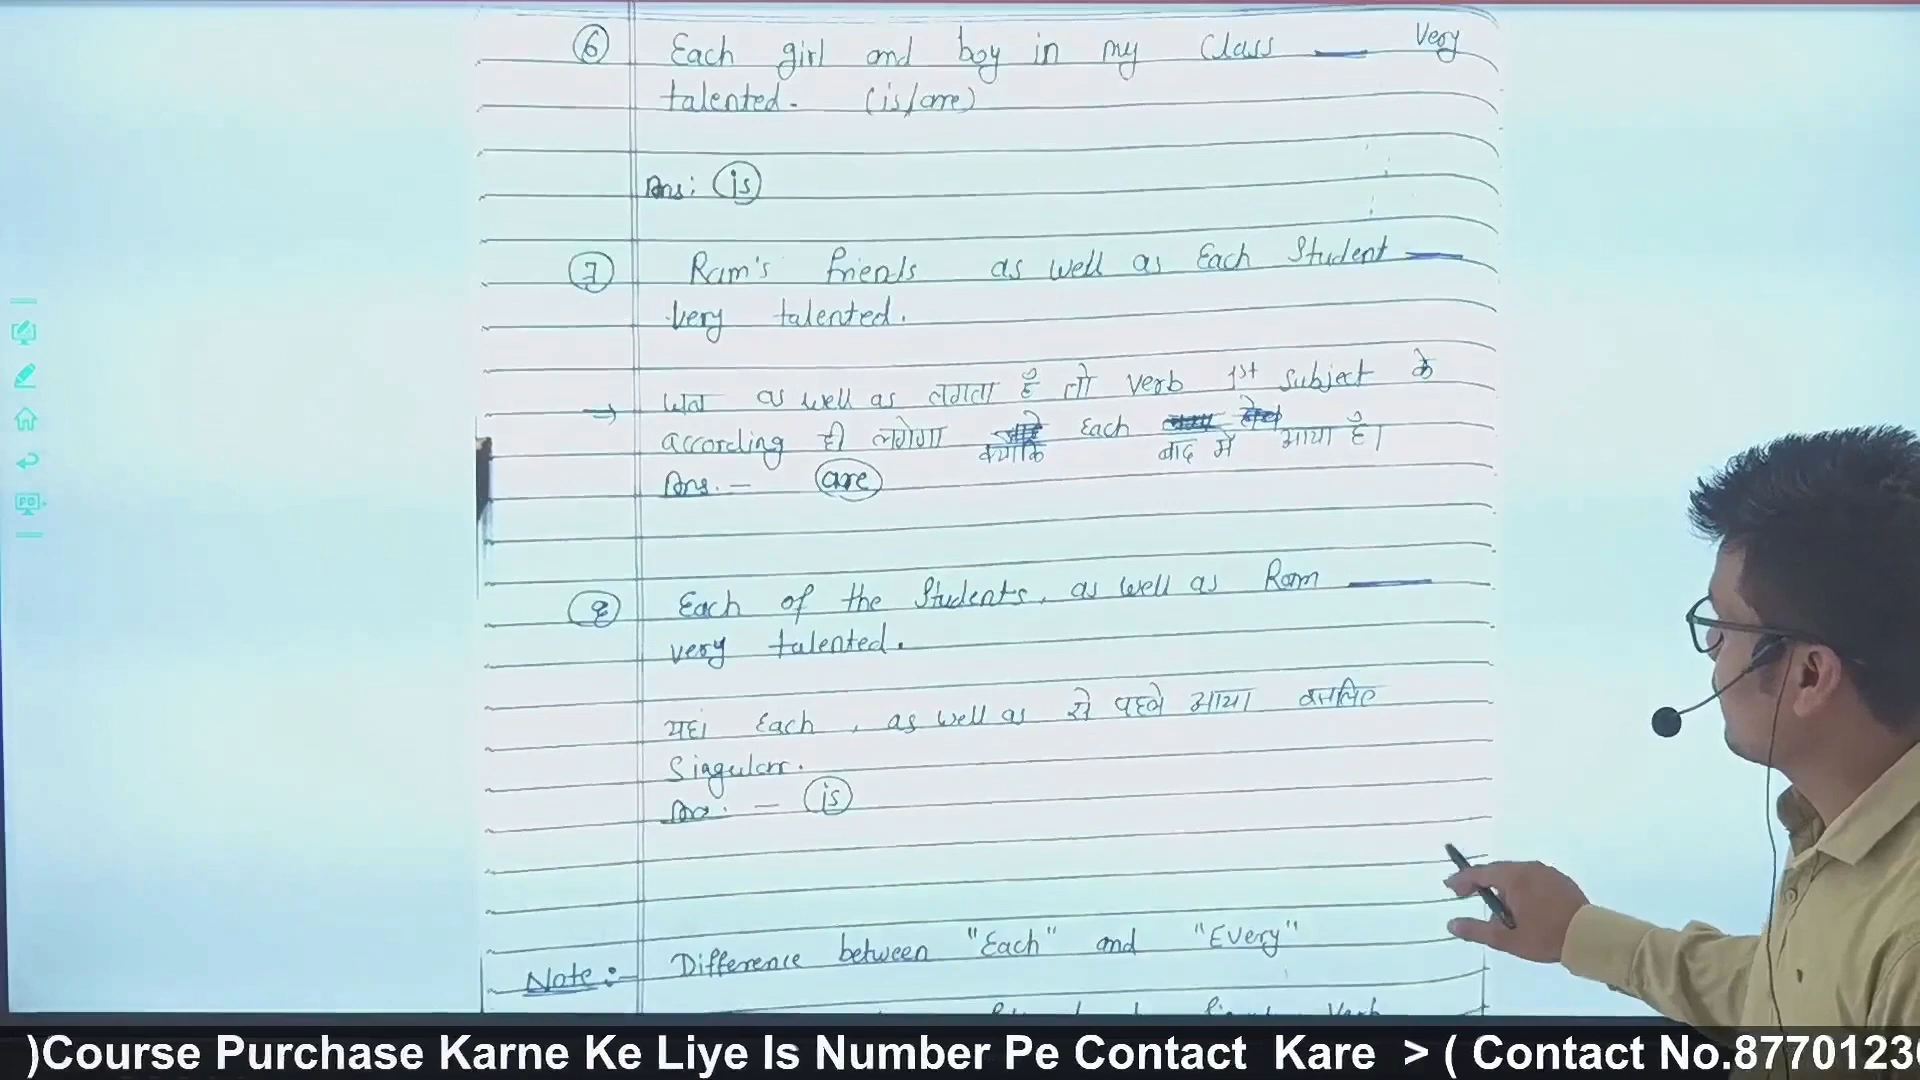 6 Each girl and boy in my class ___ very
talented. (is/are)
Ans: is
7 Ram's friends as well as Each Student ___
very talented.
→ जब as well as लगता है तो verb 1st subject के
according ही लगेगा क्योंकि Each बाद में आया है।
Ans. – are
8 Each of the Students, as well as Ram ___
very talented.
यहां Each, as well as से पहले आया इसलिए
Singular.
Ans. – is
Note:- Difference between "Each" and "Every"
Verb
)Course Purchase Karne Ke Liye Is Number Pe Contact Kare > ( Contact No.8770123